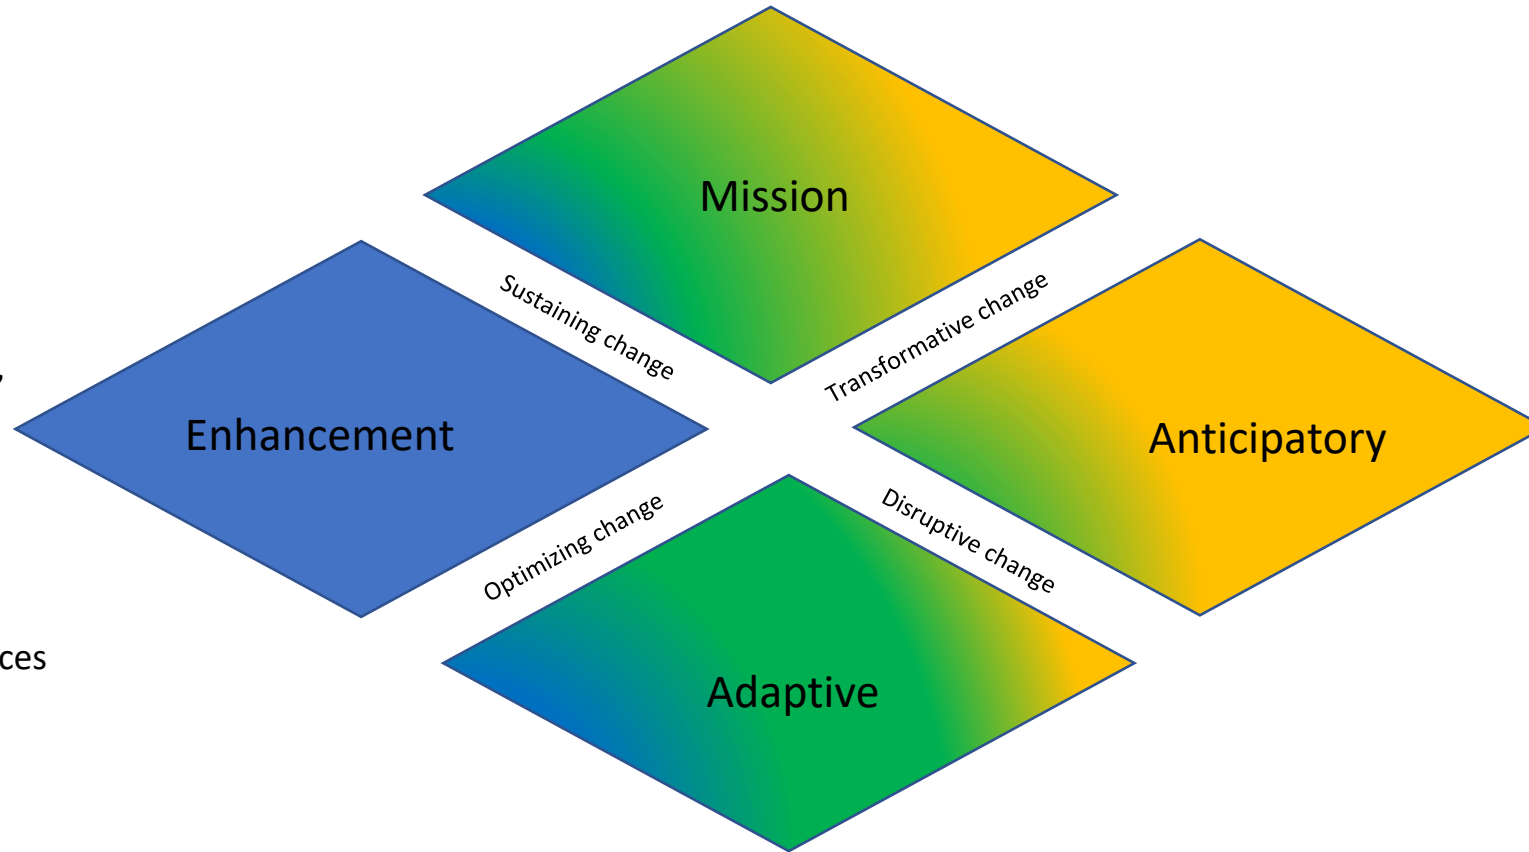 Mission
Sustaining change
Transformative change
,
Enhancement
Anticipatory
Optimizing change
Disruptive change
ces
Adaptive